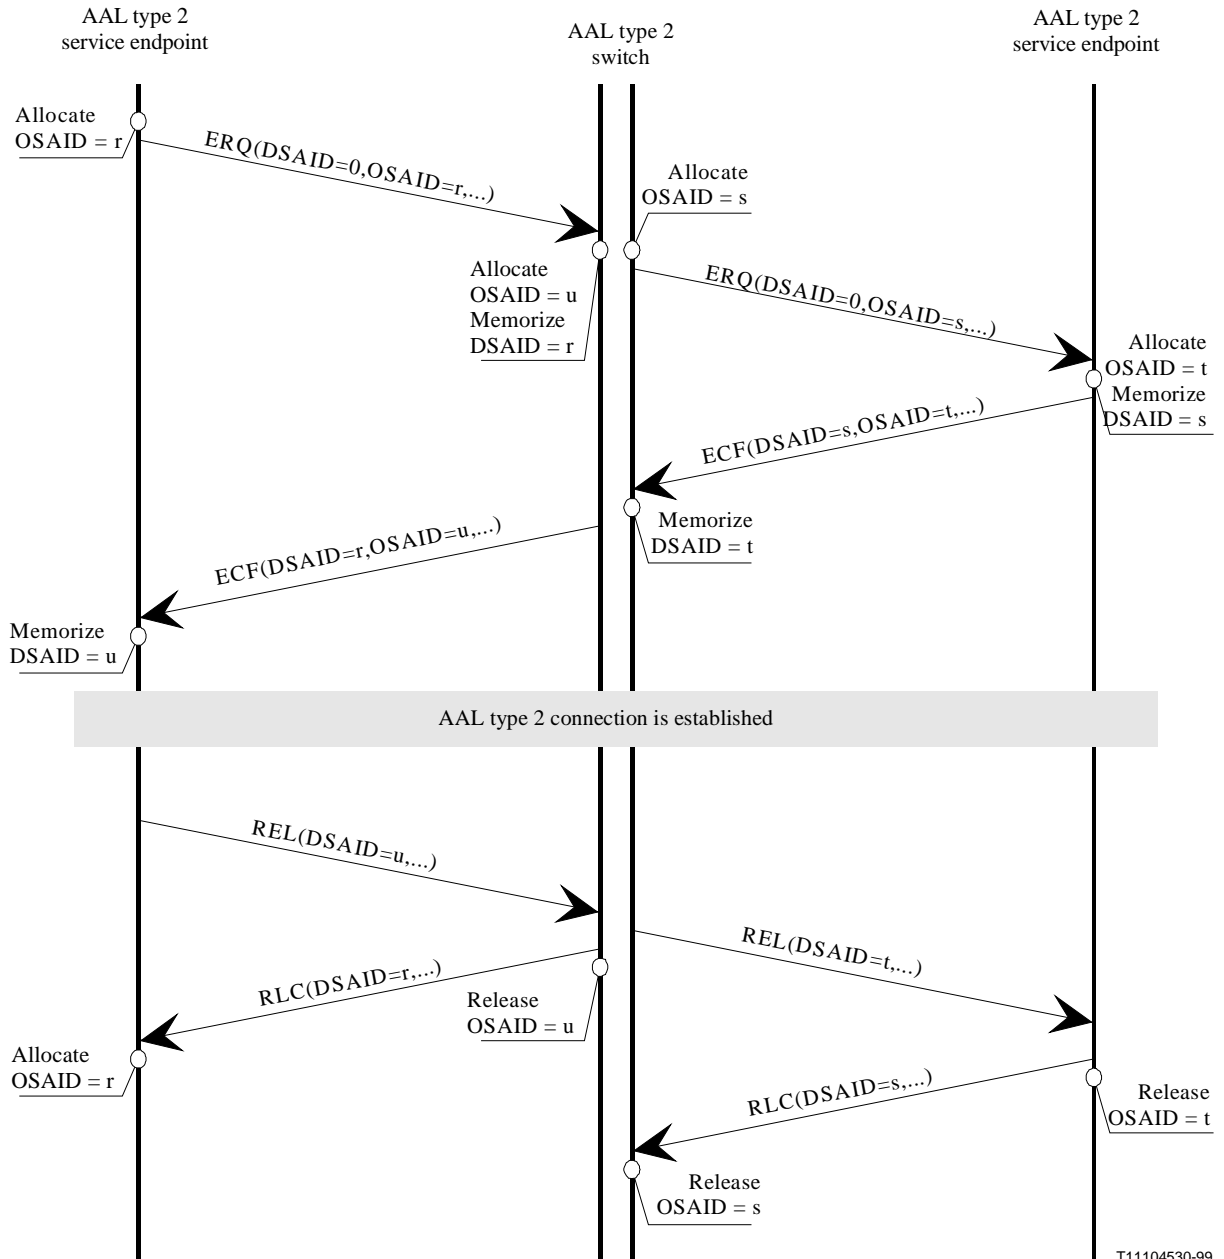 AAL type 2
service endpoint
AAL type 2
switch
AAL type 2
service endpoint
Allocate
OSAID = r
ERQ(DSAID=0,OSAID=r,...)
Allocate
OSAID = s
Allocate
OSAID = u
Memorize
DSAID = r
ERQ(DSAID=0,OSAID=s,...)
Allocate
OSAID = t
Memorize
DSAID = s
ECF(DSAID=s,OSAID=t,...)
Memorize
DSAID = t
ECF(DSAID=r,OSAID=u,...)
Memorize
DSAID = u
AAL type 2 connection is established
REL(DSAID=u,...)
REL(DSAID=t,...)
RLC(DSAID=r,...)
Release
OSAID = u
Allocate
OSAID = r
RLC(DSAID=s,...)
Release
OSAID = t
Release
OSAID = s
T11104530-99